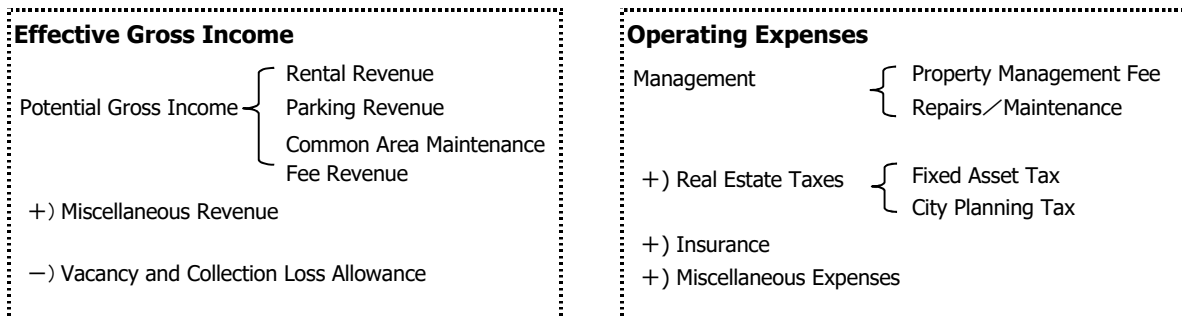 Effective Gross Income
Potential Gross Income
Rental Revenue
Parking Revenue
Common Area Maintenance
Fee Revenue
＋）Miscellaneous Revenue
－）Vacancy and Collection Loss Allowance
Operating Expenses
Management
Property Management Fee
Repairs／Maintenance
＋）Real Estate Taxes
Fixed Asset Tax
City Planning Tax
＋）Insurance
＋）Miscellaneous Expenses